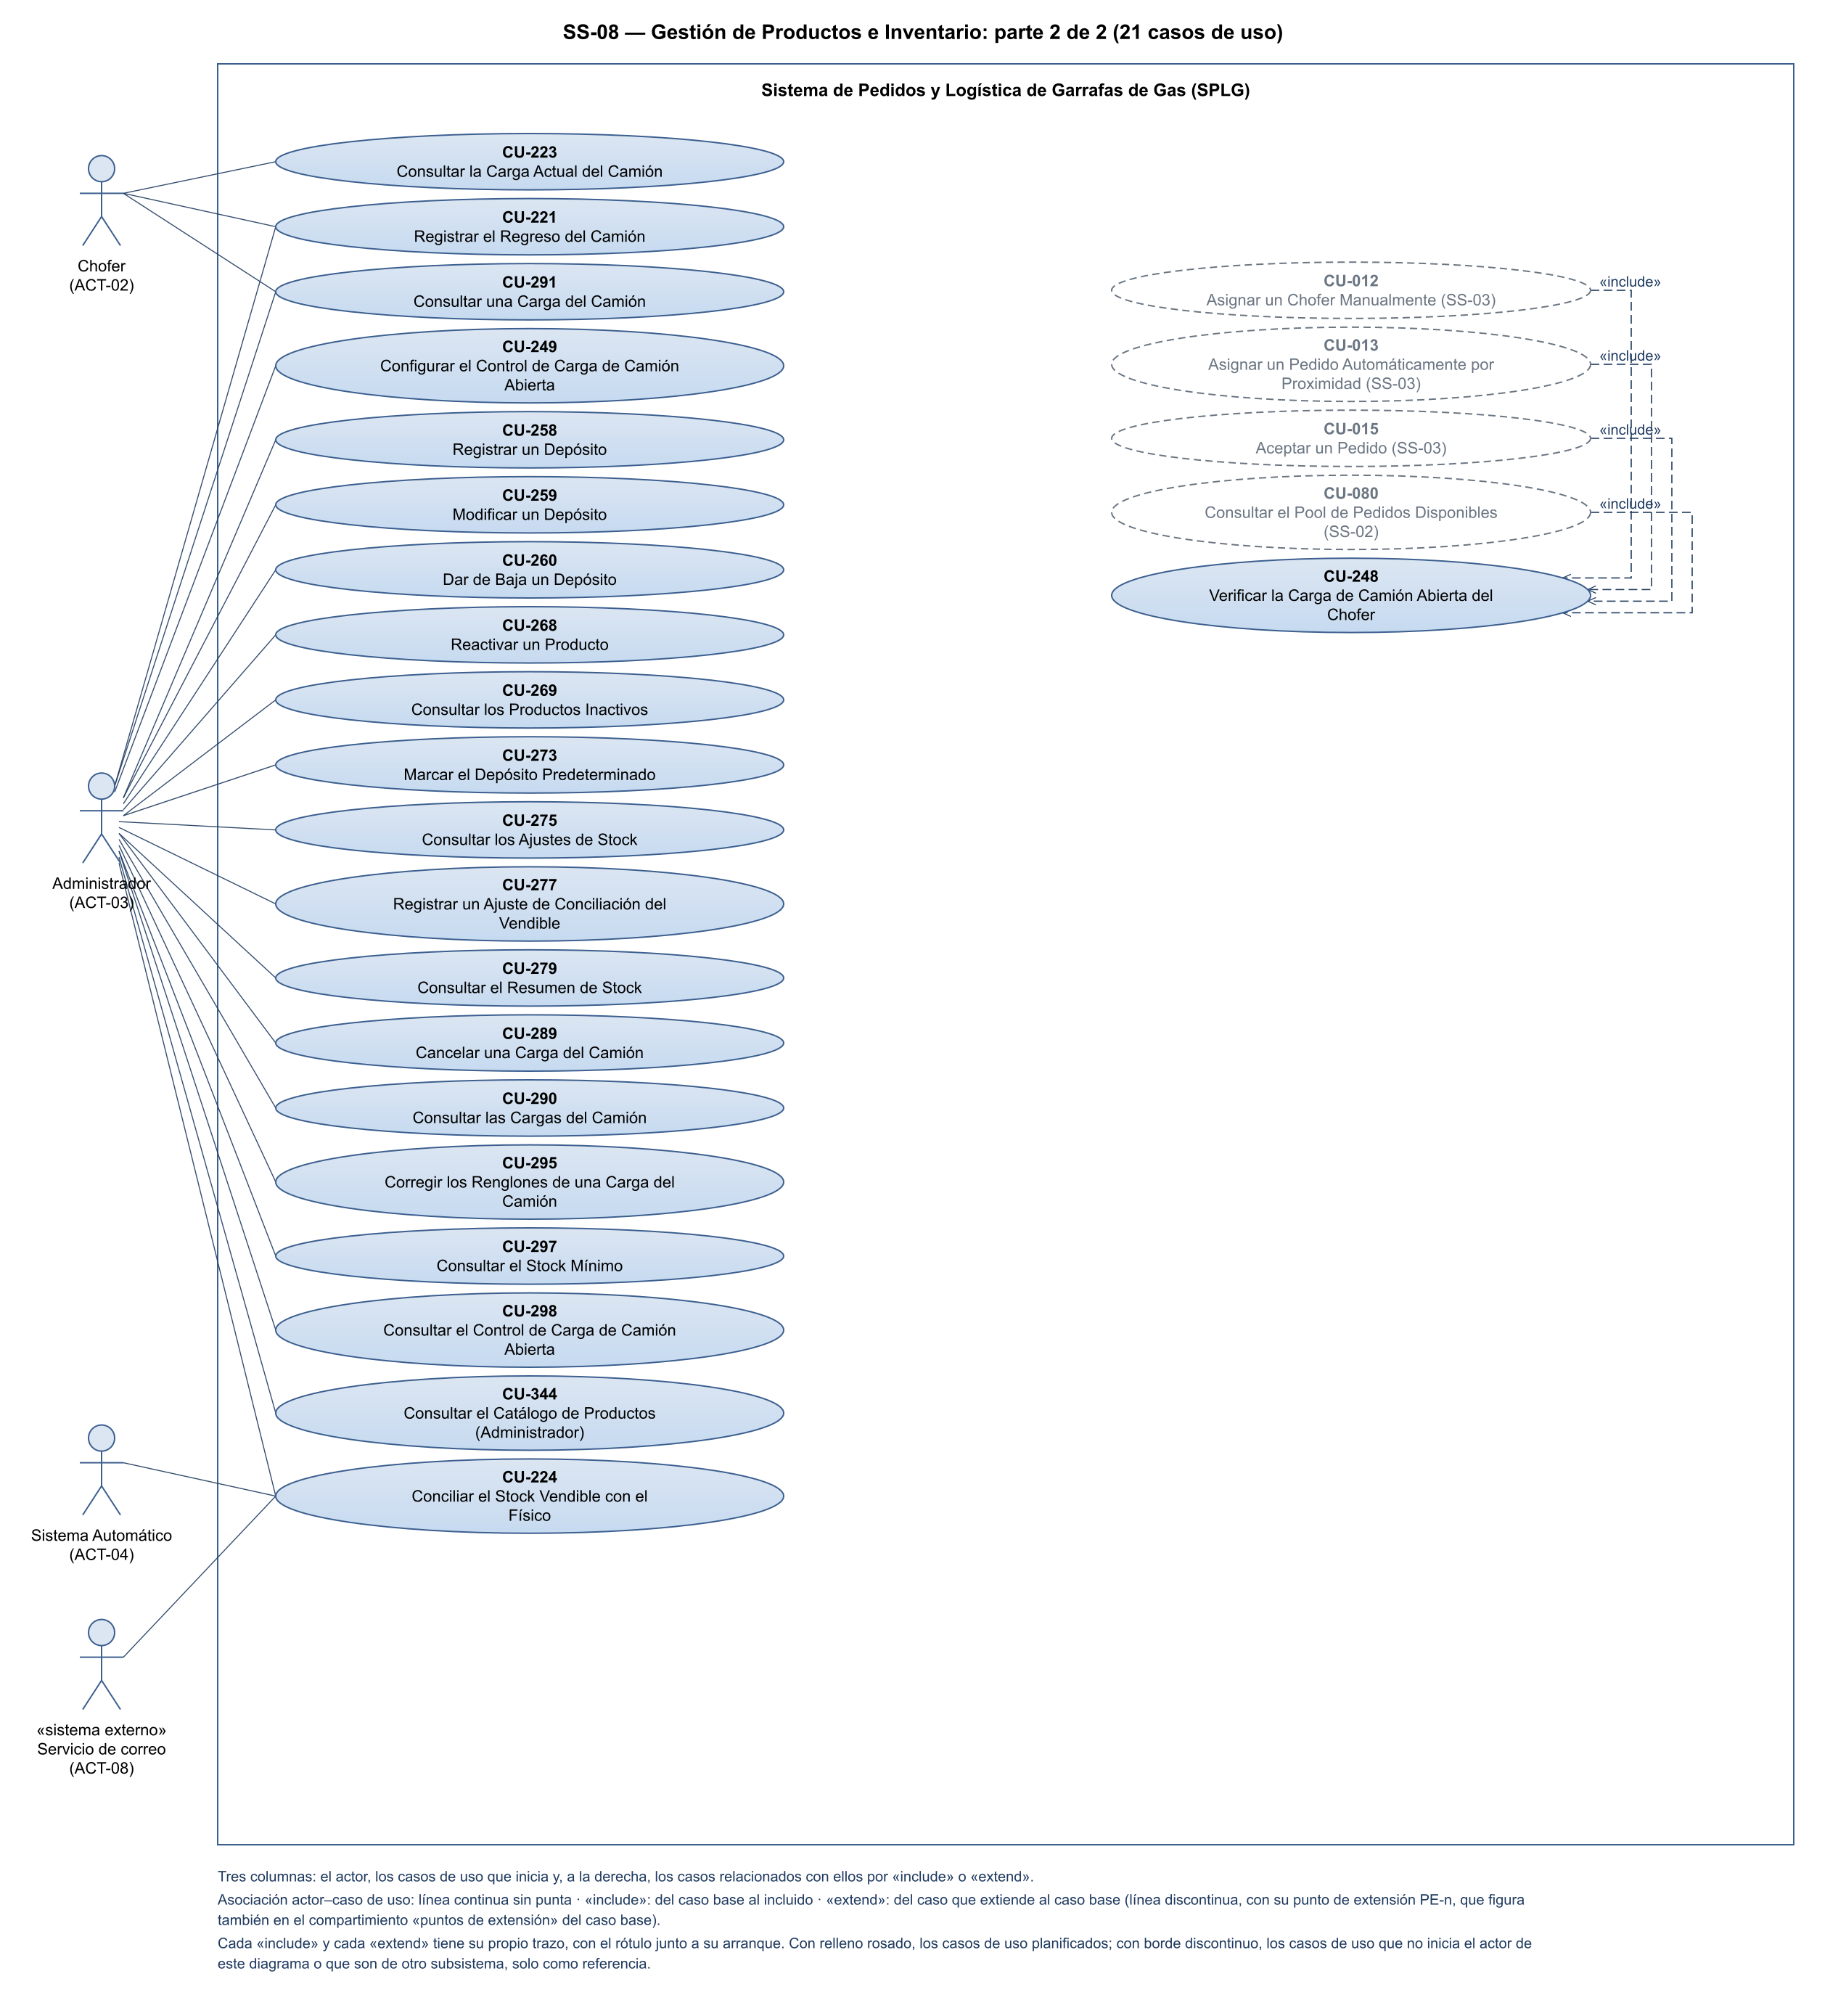 SS-08 — Gestión de Productos e Inventario: parte 2 de 2 (21 casos de uso)
Sistema de Pedidos y Logística de Garrafas de Gas (SPLG)
Chofer
(ACT-02)
Administrador
(ACT-03)
Sistema Automático
(ACT-04)
«sistema externo»
Servicio de correo
(ACT-08)
CU-223
Consultar la Carga Actual del Camión
CU-221
Registrar el Regreso del Camión
CU-291
Consultar una Carga del Camión
CU-249
Configurar el Control de Carga de Camión
Abierta
CU-258
Registrar un Depósito
CU-259
Modificar un Depósito
CU-260
Dar de Baja un Depósito
CU-268
Reactivar un Producto
CU-269
Consultar los Productos Inactivos
CU-273
Marcar el Depósito Predeterminado
CU-275
Consultar los Ajustes de Stock
CU-277
Registrar un Ajuste de Conciliación del
Vendible
CU-279
Consultar el Resumen de Stock
CU-289
Cancelar una Carga del Camión
CU-290
Consultar las Cargas del Camión
CU-295
Corregir los Renglones de una Carga del
Camión
CU-297
Consultar el Stock Mínimo
CU-298
Consultar el Control de Carga de Camión
Abierta
CU-344
Consultar el Catálogo de Productos
(Administrador)
CU-224
Conciliar el Stock Vendible con el
Físico
CU-012
Asignar un Chofer Manualmente (SS-03)
«include»
CU-013
Asignar un Pedido Automáticamente por
Proximidad (SS-03)
«include»
CU-015
Aceptar un Pedido (SS-03)
«include»
CU-080
Consultar el Pool de Pedidos Disponibles
(SS-02)
«include»
CU-248
Verificar la Carga de Camión Abierta del
Chofer
Tres columnas: el actor, los casos de uso que inicia y, a la derecha, los casos relacionados con ellos por «include» o «extend».
Asociación actor–caso de uso: línea continua sin punta · «include»: del caso base al incluido · «extend»: del caso que extiende al caso base (línea discontinua, con su punto de extensión PE-n, que figura
también en el compartimiento «puntos de extensión» del caso base).
Cada «include» y cada «extend» tiene su propio trazo, con el rótulo junto a su arranque. Con relleno rosado, los casos de uso planificados; con borde discontinuo, los casos de uso que no inicia el actor de
este diagrama o que son de otro subsistema, solo como referencia.